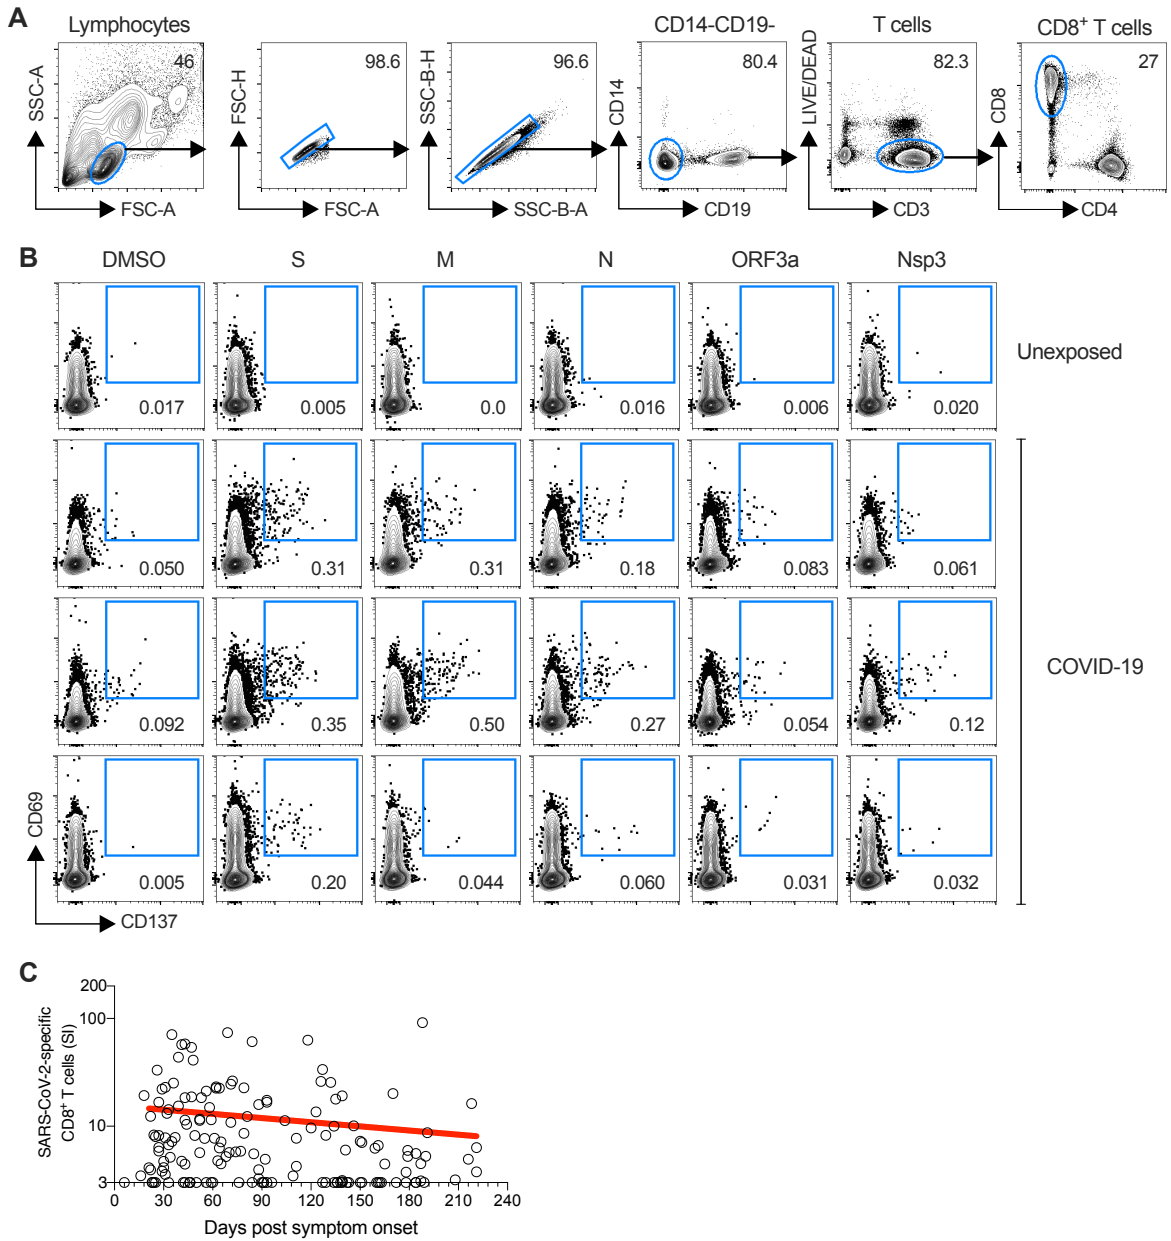 A
Lymphocytes
CD14-CD19-
T cells
CD8⁺ T cells
SSC-A
46
FSC-A
FSC-H
98.6
FSC-A
SSC-B-H
96.6
SSC-B-A
CD14
80.4
CD19
LIVE/DEAD
82.3
CD3
CD8
27
CD4
B
DMSO S M N ORF3a Nsp3
0.017 0.005 0.0 0.016 0.006 0.020
Unexposed
0.050 0.31 0.31 0.18 0.083 0.061
0.092 0.35 0.50 0.27 0.054 0.12
COVID-19
0.005 0.20 0.044 0.060 0.031 0.032
CD69
CD137
C
SARS-CoV-2-specific
CD8⁺ T cells (SI)
200
100
10
3
0 30 60 90 120 150 180 210 240
Days post symptom onset